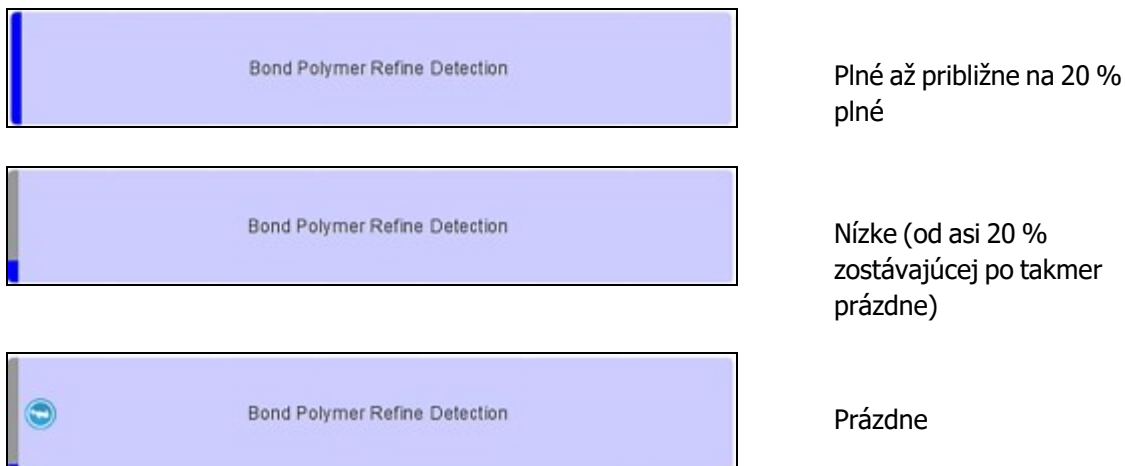 Bond Polymer Refine Detection
Plné až približne na 20 %
plné
Bond Polymer Refine Detection
Nízke (od asi 20 %
zostávajúcej po takmer
prázdne)
Bond Polymer Refine Detection
Prázdne